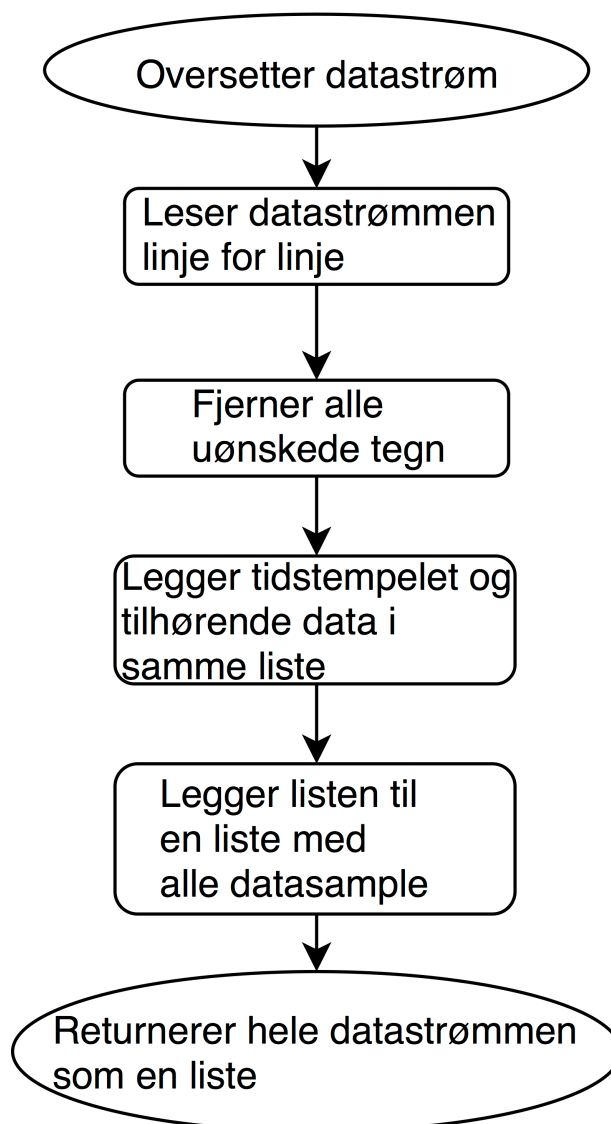 Oversetter datastrøm
Leser datastrømmen
linje for linje
Fjerner alle
uønskede tegn
Legger tidstempelet og
tilhørende data i
samme liste
Legger listen til
en liste med
alle datasample
Returnerer hele datastrømmen
som en liste